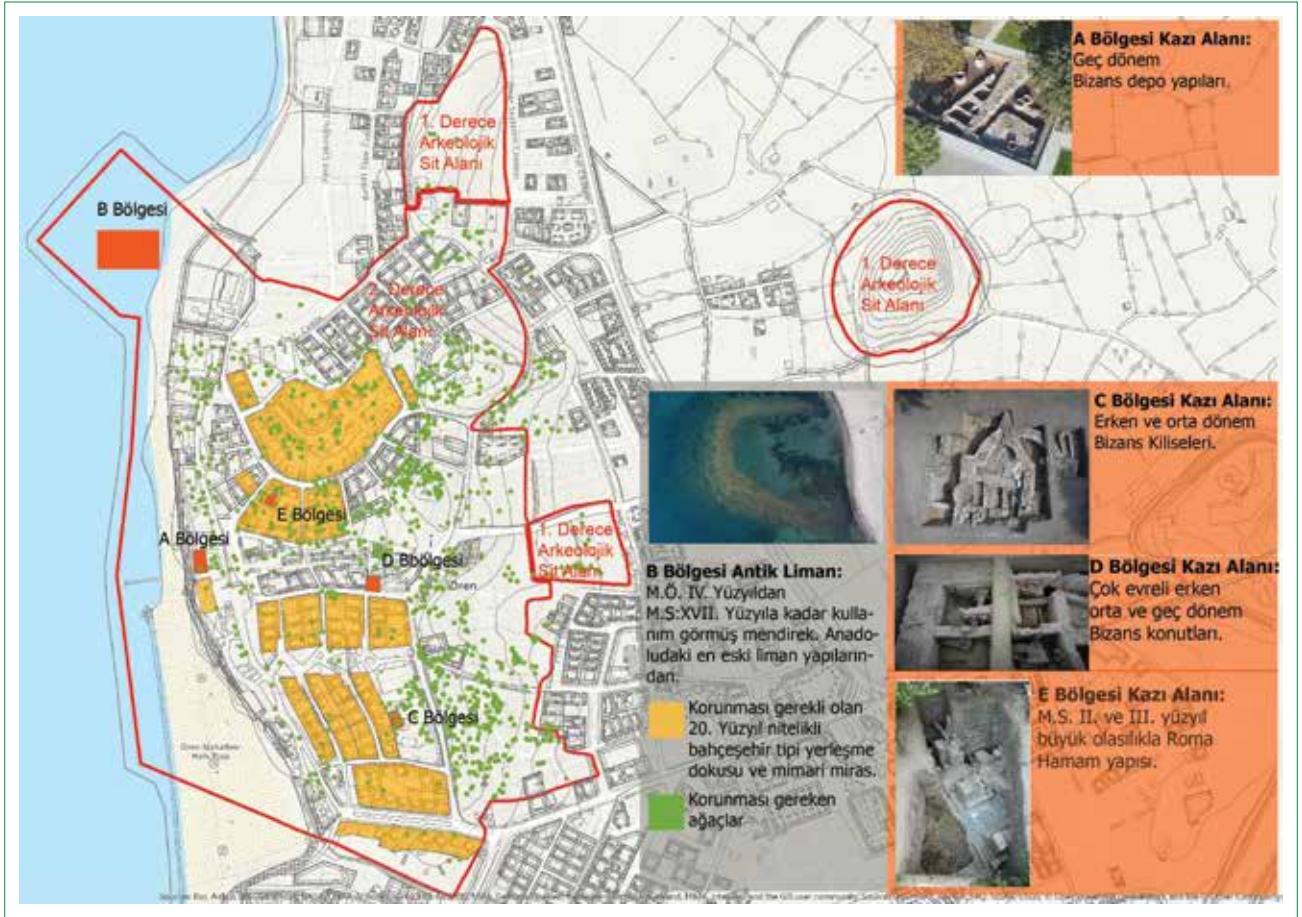 A Bölgesi Kazı Alanı:
Geç dönem
Bizans depo yapıları.
1. Derece
Arkeolojik
Sit Alanı
B Bölgesi
1. Derece
Arkeolojik
Sit Alanı
2. Derece
Arkeolojik
Sit Alanı
E Bölgesi
A Bölgesi
D Bbölgesi
Ören
1. Derece
Arkeolojik
Sit Alanı
C Bölgesi
B Bölgesi Antik Liman:
M.Ö. IV. Yüzyıldan
M.S:XVII. Yüzyıla kadar kulla-
nım görmüş mendirek. Anado-
ludaki en eski liman yapıların-
dan.
Korunması gerekli olan
20. Yüzyıl nitelikli
bahçeşehir tipi yerleşme
dokusu ve mimari miras.
Korunması gereken
ağaçlar
C Bölgesi Kazı Alanı:
Erken ve orta dönem
Bizans Kiliseleri.
D Bölgesi Kazı Alanı:
Çok evreli erken
orta ve geç dönem
Bizans konutları.
E Bölgesi Kazı Alanı:
M.S. II. ve III. yüzyıl
büyük olasılıkla Roma
Hamam yapısı.